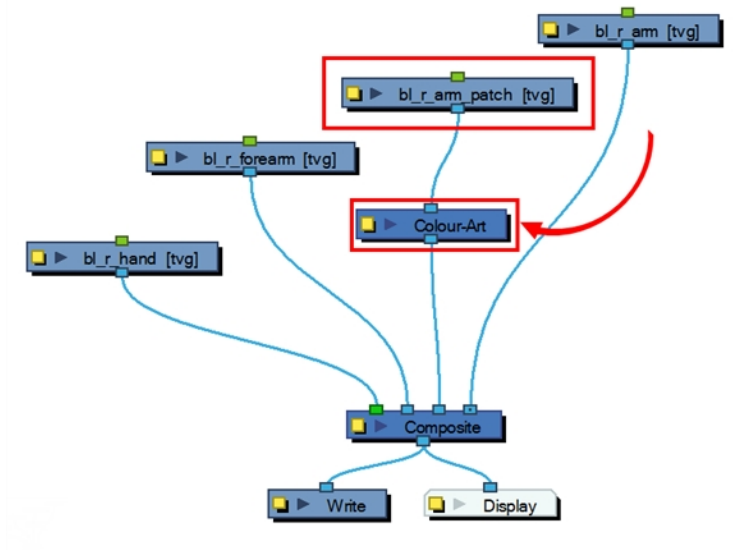 bl_r_arm [tvg]
bl_r_arm_patch [tvg]
bl_r_forearm [tvg]
Colour-Art
bl_r_hand [tvg]
Composite
Write
Display